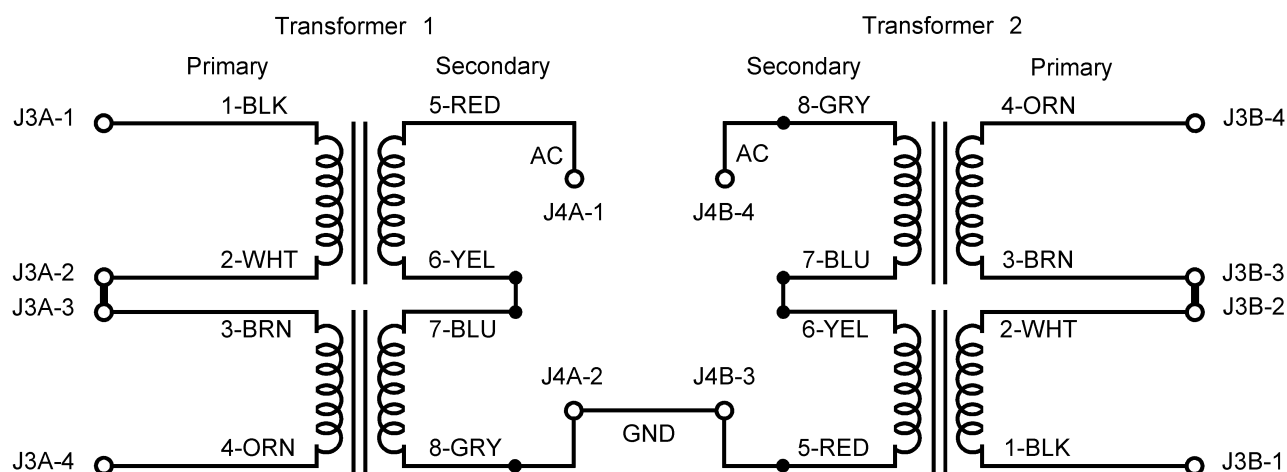 Transformer 1
Transformer 2
Primary
Secondary
Secondary
Primary
J3A-1
1-BLK
5-RED
8-GRY
4-ORN
J3B-4
AC
AC
J4A-1
J4B-4
J3A-2
2-WHT
6-YEL
7-BLU
3-BRN
J3B-3
J3A-3
J3B-2
3-BRN
7-BLU
6-YEL
2-WHT
J4A-2
J4B-3
GND
J3A-4
4-ORN
8-GRY
5-RED
1-BLK
J3B-1